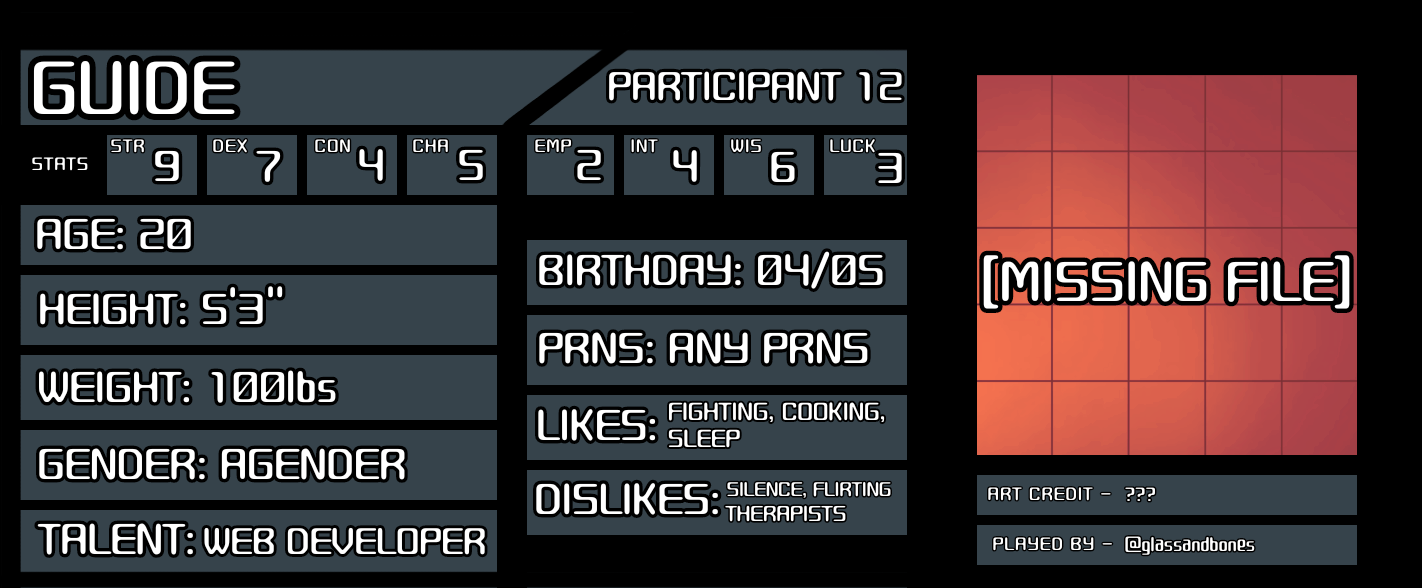 GUIDE
PARTICIPANT 12
STATS
STR 9
DEX 7
CON 4
CHA 5
EMP 2
INT 4
WIS 6
LUCK 3
AGE: 20
HEIGHT: 5'3"
WEIGHT: 100lbs
GENDER: AGENDER
TALENT: WEB DEVELOPER
BIRTHDAY: 04/05
PRNS: ANY PRNS
LIKES: FIGHTING, COOKING,
SLEEP
DISLIKES: SILENCE, FLIRTING
THERAPISTS
[MISSING FILE]
ART CREDIT - ???
PLAYED BY - @glassandbones